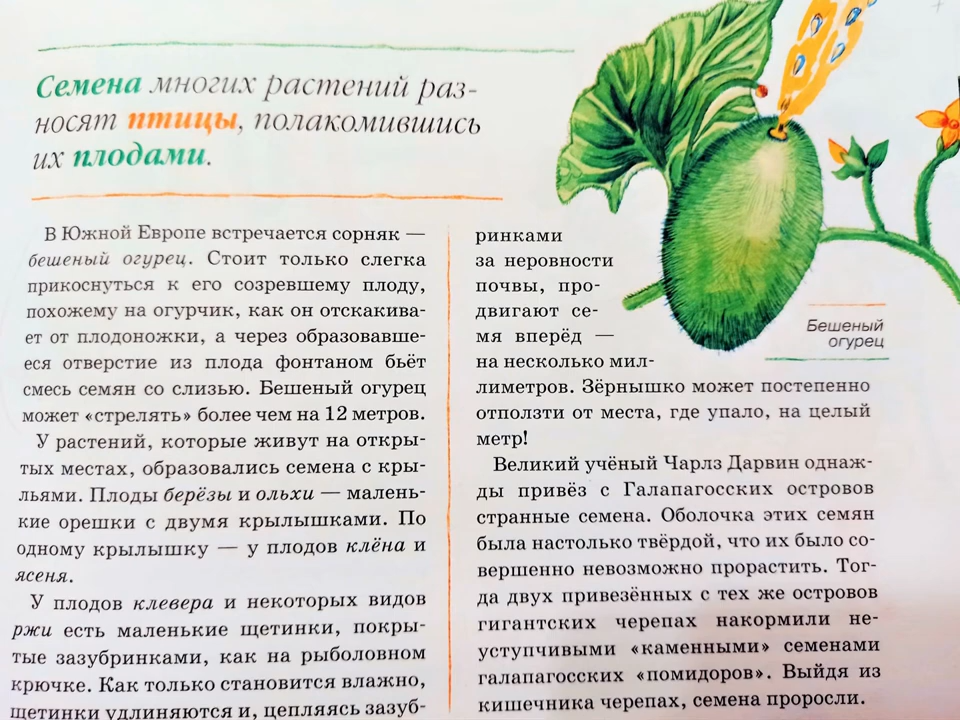 Семена многих растений раз-
носят птицы, полакомившись
их плодами.
В Южной Европе встречается сорняк —
бешеный огурец. Стоит только слегка
прикоснуться к его созревшему плоду,
похожему на огурчик, как он отскакива-
ет от плодоножки, а через образовавше-
еся отверстие из плода фонтаном бьёт
смесь семян со слизью. Бешеный огурец
может «стрелять» более чем на 12 метров.
У растений, которые живут на откры-
тых местах, образовались семена с кры-
льями. Плоды берёзы и ольхи — малень-
кие орешки с двумя крылышками. По
одному крылышку — у плодов клёна и
ясеня.
У плодов клевера и некоторых видов
ржи есть маленькие щетинки, покры-
тые зазубринками, как на рыболовном
крючке. Как только становится влажно,
щетинки удлиняются и, цепляясь зазуб-
ринками
за неровности
почвы, про-
двигают се-
мя вперёд —
на несколько мил-
лиметров. Зёрнышко может постепенно
отползти от места, где упало, на целый
метр!
Великий учёный Чарлз Дарвин однаж-
ды привёз с Галапагосских островов
странные семена. Оболочка этих семян
была настолько твёрдой, что их было со-
вершенно невозможно прорастить. Тог-
да двух привезённых с тех же островов
гигантских черепах накормили не-
уступчивыми «каменными» семенами
галапагосских «помидоров». Выйдя из
кишечника черепах, семена проросли.
Бешеный
огурец